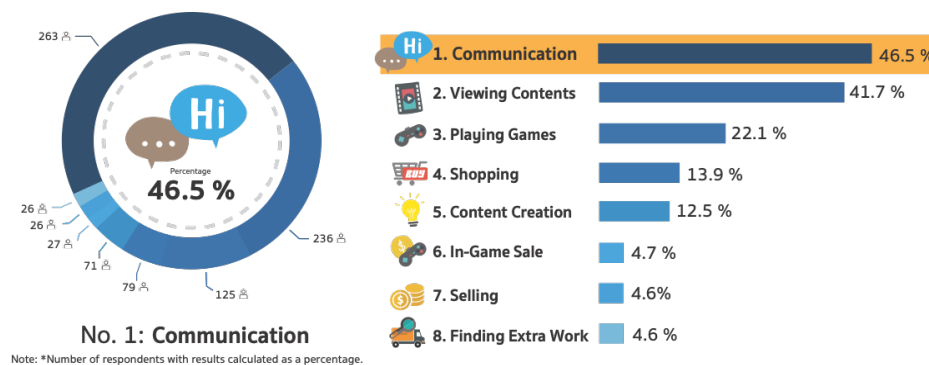 263
Hi
Percentage
46.5 %
26
26
27
71
79
125
236
No. 1: Communication
Note: *Number of respondents with results calculated as a percentage.
Hi
1. Communication 46.5 %
2. Viewing Contents 41.7 %
3. Playing Games 22.1 %
BUY
4. Shopping 13.9 %
5. Content Creation 12.5 %
6. In-Game Sale 4.7 %
7. Selling 4.6%
8. Finding Extra Work 4.6 %